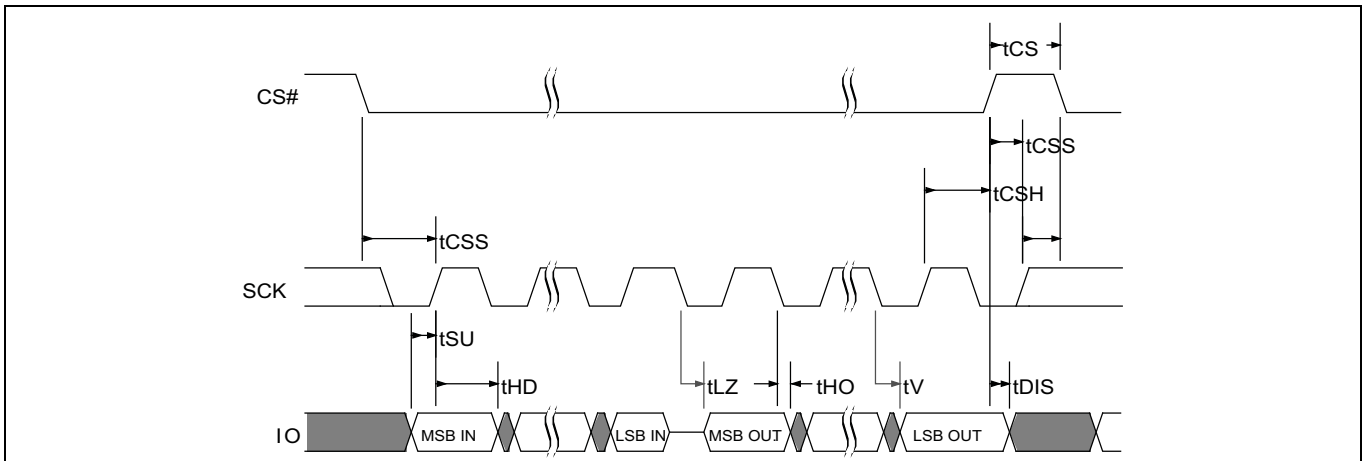 tCS
CS#
tCSS
tCSH
tCSS
SCK
tSU
tHD
tLZ
tHO
tV
tDIS
IO
MSB IN
LSB IN
MSB OUT
LSB OUT